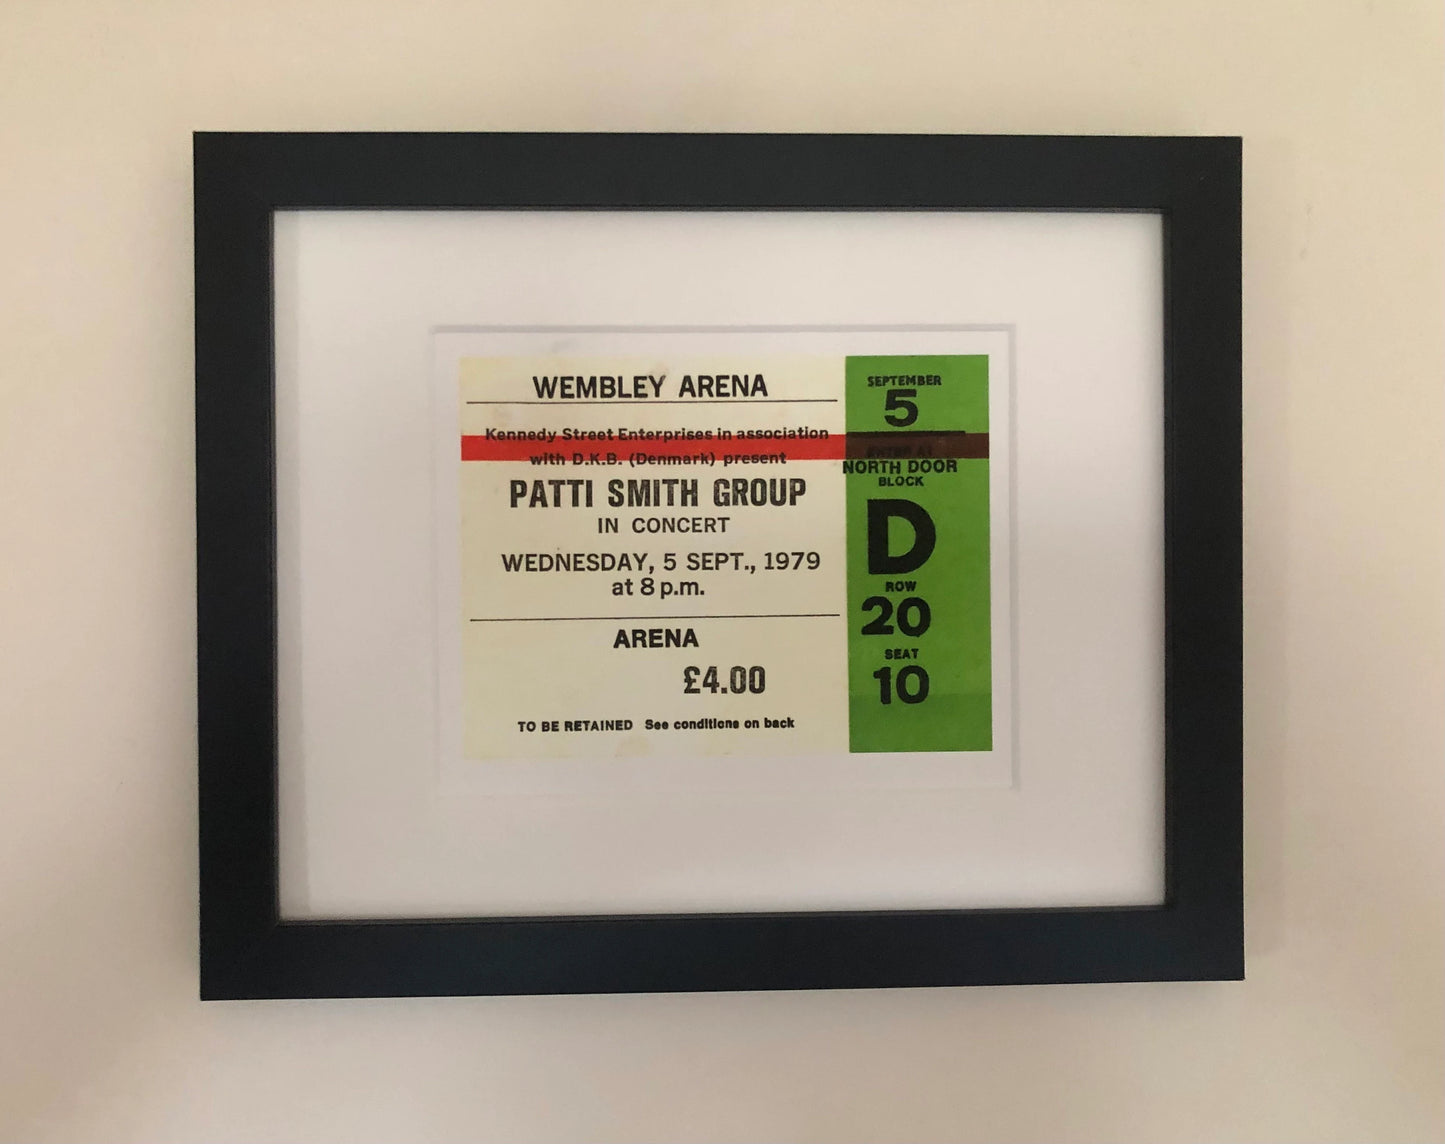 WEMBLEY ARENA
Kennedy Street Enterprises in association
with D.K.B. (Denmark) present
PATTI SMITH GROUP
IN CONCERT
WEDNESDAY, 5 SEPT., 1979
at 8 p.m.
ARENA
£4.00
TO BE RETAINED See conditions on back
SEPTEMBER
5
ENTER AT
NORTH DOOR
BLOCK
D
ROW
20
SEAT
10